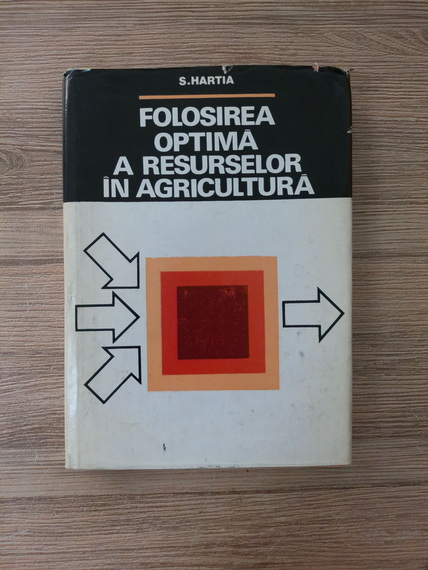 S. HARTIA
FOLOSIREA
OPTIMĂ
A RESURSELOR
ÎN AGRICULTURĂ